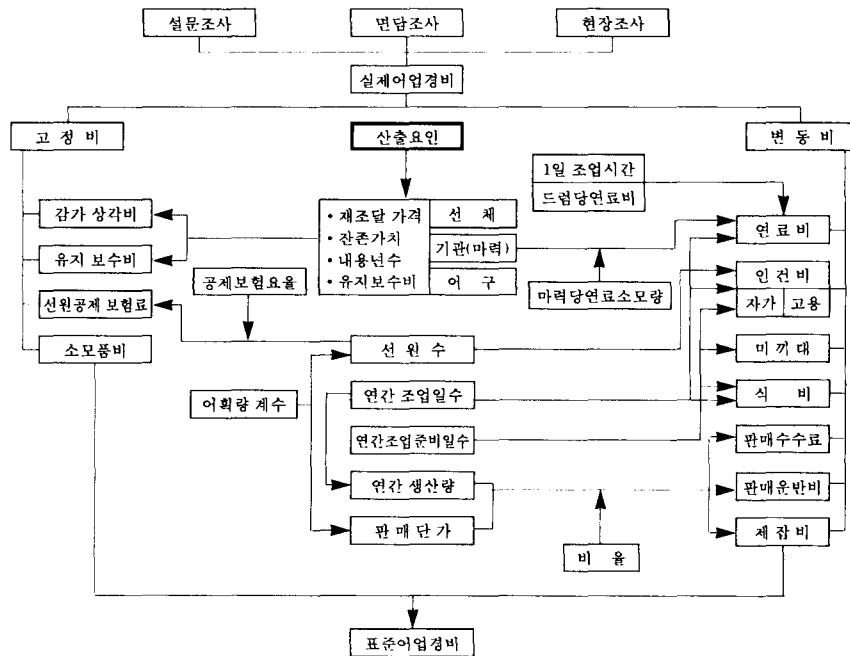 설문조사 면담조사 현장조사
실제어업경비
고 정 비 산출요인 변 동 비
1일 조업시간
드럼당연료비
감가 상각비
• 재조달 가격
• 잔존가치
• 내용년수
• 유지보수비
선 체
기관(마력)
어 구
연 료 비
유지 보수비
공제보험요율
마력당연료소모량
인 건 비
자가 고용
선원공제 보험료
소모품비
선 원 수
미 끼 대
어획량 계수
연간 조업일수
식 비
연간조업준비일수
판매수수료
연간 생산량
판매운반비
판 매 단 가
비 율
제 잡 비
표준어업경비